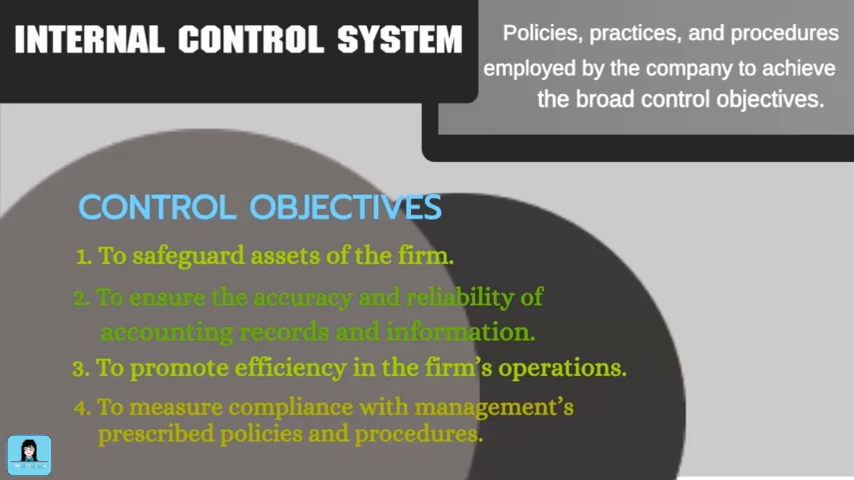 INTERNAL CONTROL SYSTEM
Policies, practices, and procedures
employed by the company to achieve
the broad control objectives.
CONTROL OBJECTIVES
1. To safeguard assets of the firm.
2. To ensure the accuracy and reliability of
accounting records and information.
3. To promote efficiency in the firm's operations.
4. To measure compliance with management's
prescribed policies and procedures.